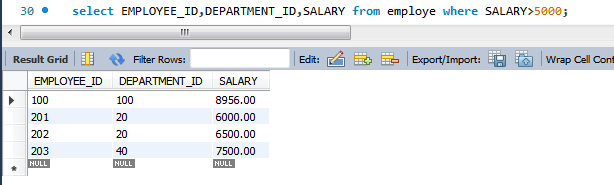 30 select EMPLOYEE_ID,DEPARTMENT_ID,SALARY from employe where SALARY>5000;
Result Grid Filter Rows: Edit: Export/Import: Wrap Cell Cont
EMPLOYEE_ID DEPARTMENT_ID SALARY
100 100 8956.00
201 20 6000.00
202 20 6500.00
203 40 7500.00
NULL NULL NULL